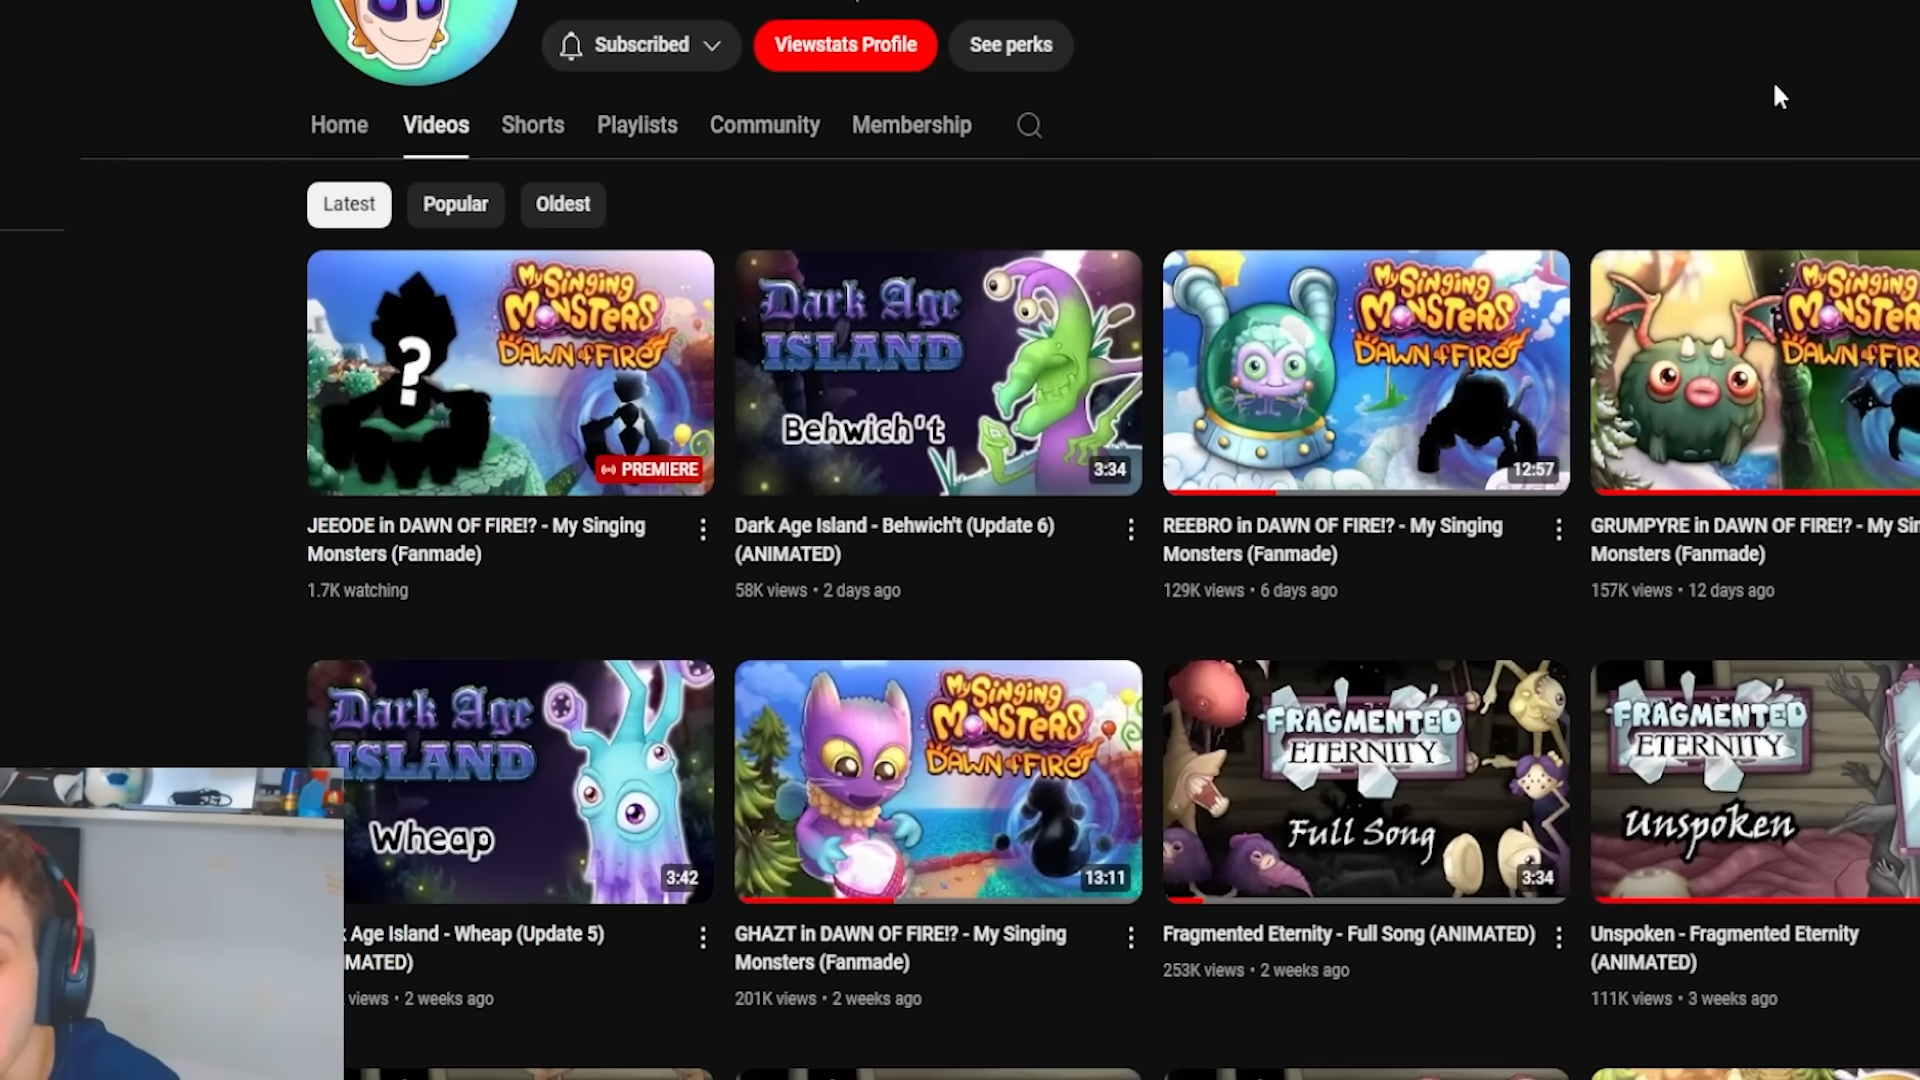 Subscribed
Viewstats Profile
See perks
Home
Videos
Shorts
Playlists
Community
Membership
Latest
Popular
Oldest
My Singing
Monsters
Dawn of Fire
?
PREMIERE
Dark Age
Island
Behwich't
3:34
My Singing
Monsters
Dawn of Fire
12:57
My Singing
JEEODE in DAWN OF FIRE!? - My Singing
Monsters (Fanmade)
1.7K watching
Dark Age Island - Behwich't (Update 6)
(ANIMATED)
58K views • 2 days ago
REEBRO in DAWN OF FIRE!? - My Singing
Monsters (Fanmade)
129K views • 6 days ago
GRUMPYRE in DAWN OF FIRE!? - My Sin
Monsters (Fanmade)
157K views • 12 days ago
Dark Age
Island
Wheap
3:42
My Singing
Monsters
Dawn of Fire
13:11
FRAGMENTED
ETERNITY
Full Song
3:34
FRAGMENTED
ETERNITY
Unspoken
Age Island - Wheap (Update 5)
MATED)
views • 2 weeks ago
GHAZT in DAWN OF FIRE!? - My Singing
Monsters (Fanmade)
201K views • 2 weeks ago
Fragmented Eternity - Full Song (ANIMATED)
253K views • 2 weeks ago
Unspoken - Fragmented Eternity
(ANIMATED)
111K views • 3 weeks ago